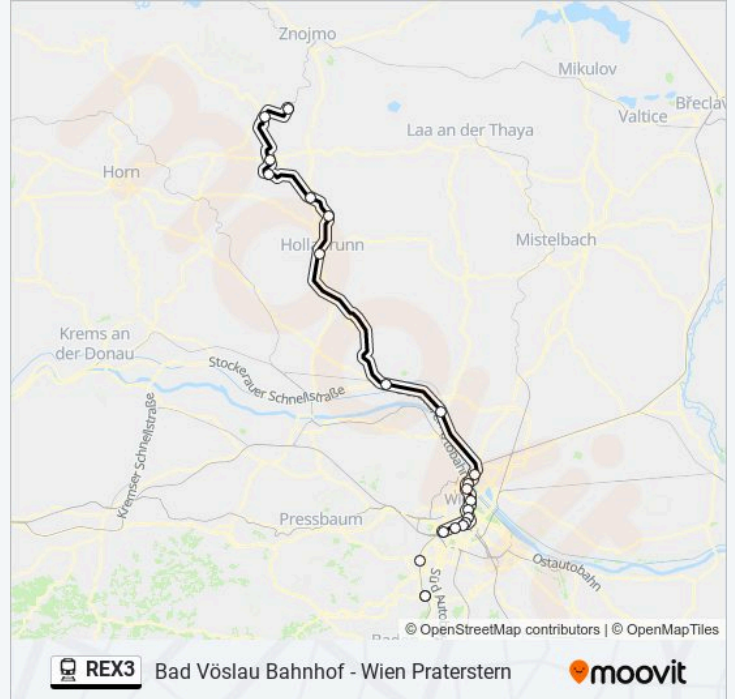 Znojmo
Mikulov
Břeclav
Valtice
Laa an der Thaya
Horn
Hollabrunn
Mistelbach
Krems an
der Donau
Stockerauer Schnellstraße
Kremser Schnellstraße
Pressbaum
Ostautobahn
© OpenStreetMap contributors | © OpenMapTiles
REX3
Bad Vöslau Bahnhof - Wien Praterstern
moovit